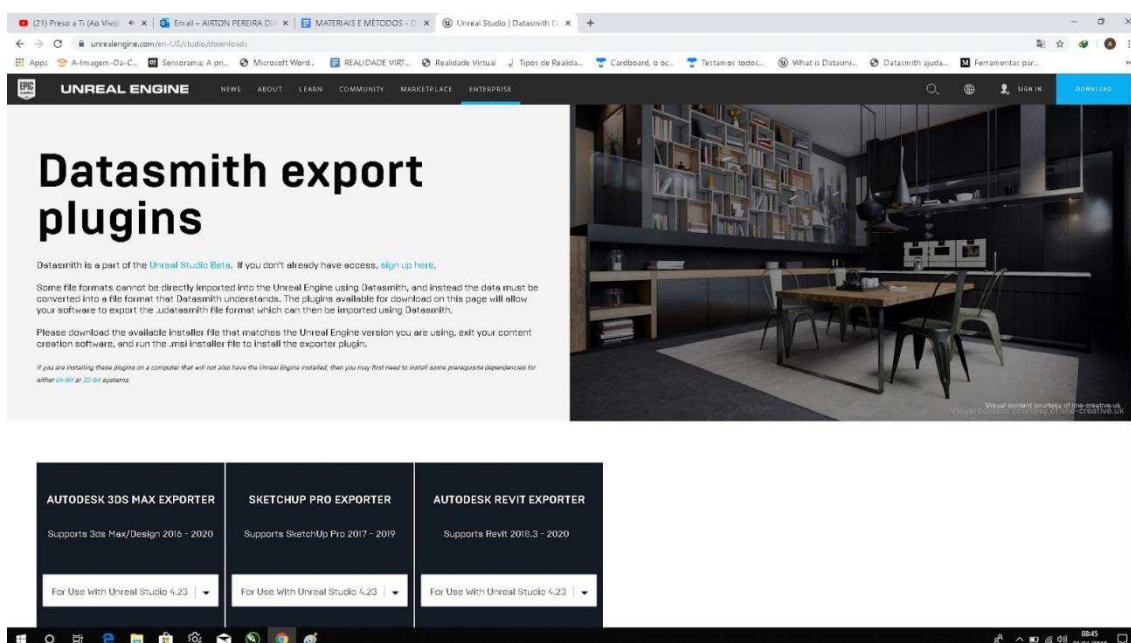 (21) Preso a Ti (Ao Vivo)
Email – AIRTON PEREIRA DI
MATERIAIS E MÉTODOS - D
Unreal Studio | Datasmith E
unrealengine.com/en-US/studio/downloads
Apps
A-Imagem-Da-C...
Sensorama: A pri...
Microsoft Word...
REALIDADE VIRT...
Realidade Virtual
Tipos de Realida...
Cardboard, o óc...
Testamos todos...
What is Datasmi...
Datasmith ajuda...
Ferramentas par...
EPIC GAMES
UNREAL ENGINE
NEWS ABOUT LEARN COMMUNITY MARKETPLACE ENTERPRISE
SIGN IN
DOWNLOAD
Datasmith export
plugins
Datasmith is a part of the Unreal Studio Beta. If you don't already have access, sign up here.
Some file formats cannot be directly imported into the Unreal Engine using Datasmith, and instead the data must be
converted into a file format that Datasmith understands. The plugins available for download on this page will allow
your software to export the .udatasmith file format which can then be imported using Datasmith.
Please download the available installer file that matches the Unreal Engine version you are using, exit your content
creation software, and run the .msi installer file to install the exporter plugin.
If you are installing these plugins on a computer that will not also have the Unreal Engine installed, then you may first need to install some prerequisite dependencies for
either 64-bit or 32-bit systems.
Visual content courtesy of ime-creative.uk
Visual content courtesy of ime-creative.uk
AUTODESK 3DS MAX EXPORTER
Supports 3ds Max/Design 2016 - 2020
For Use With Unreal Studio 4.23
SKETCHUP PRO EXPORTER
Supports SketchUp Pro 2017 - 2019
For Use With Unreal Studio 4.23
AUTODESK REVIT EXPORTER
Supports Revit 2018.3 - 2020
For Use With Unreal Studio 4.23
08:45